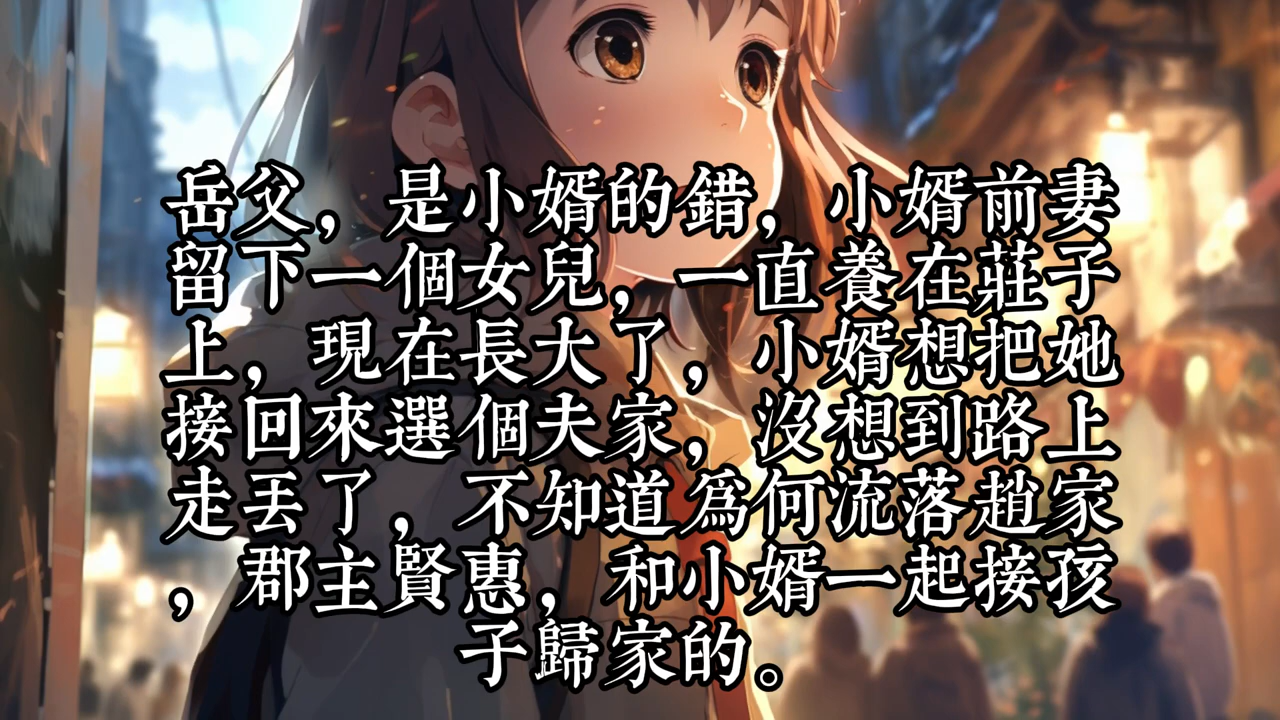 岳父，是小婿的錯，小婿前妻
留下一個女兒，一直養在莊子
上，現在長大了，小婿想把她
接回來選個夫家，沒想到路上
走丟了，不知道爲何流落趙家
，郡主賢惠，和小婿一起接孩
子歸家的。